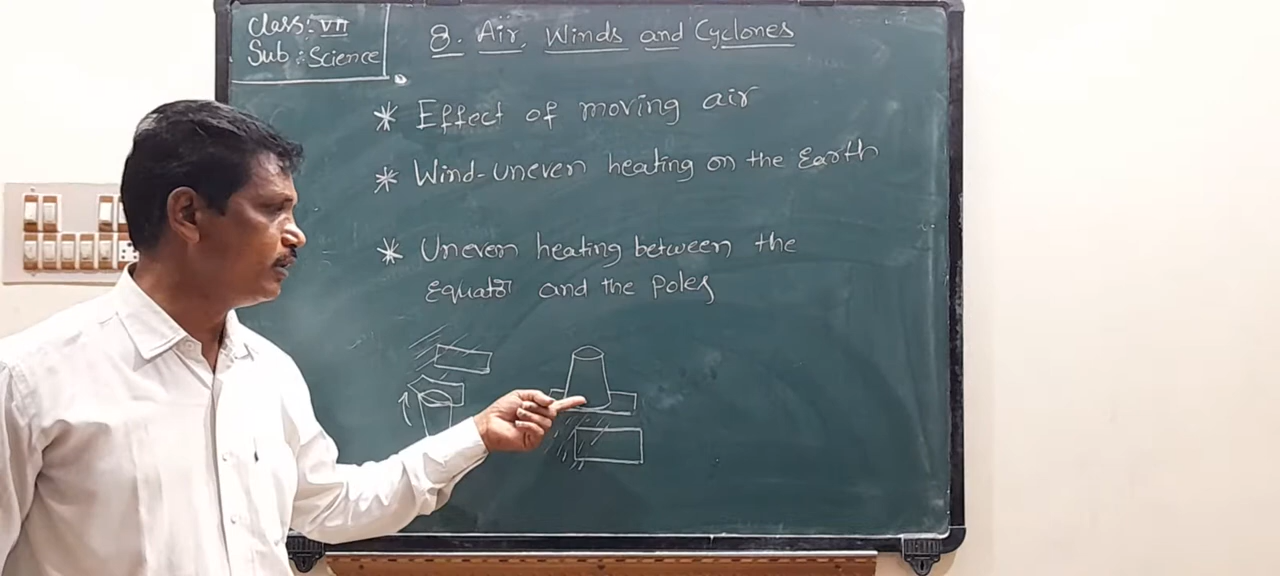 Class: VII
Sub: Science
8. Air, Winds and Cyclones
* Effect of moving air
* Wind-uneven heating on the Earth
* Uneven heating between the
Equator and the Poles